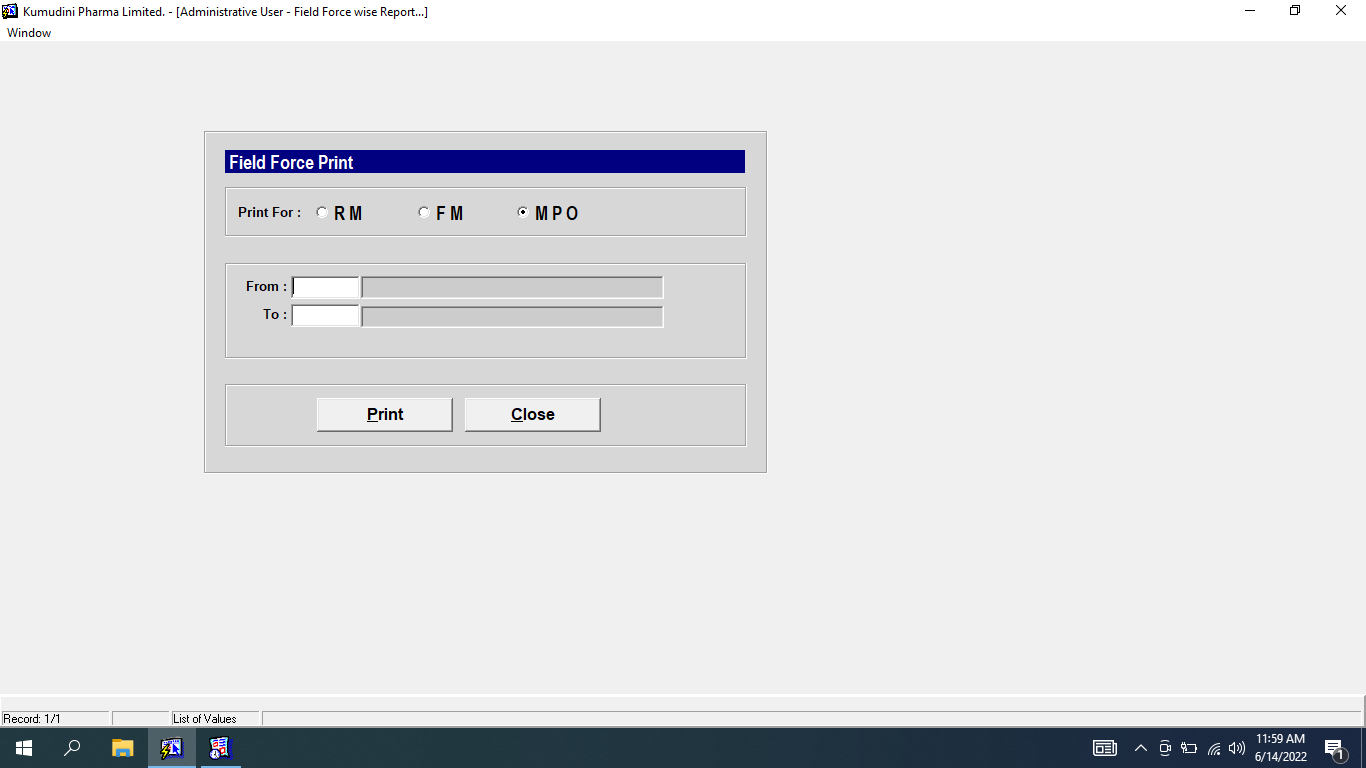 Kumudini Pharma Limited. - [Administrative User - Field Force wise Report...]
Window
Field Force Print
Print For : R M F M M P O
From :
To :
Print Close
Record: 1/1 List of Values
11:59 AM
6/14/2022
1